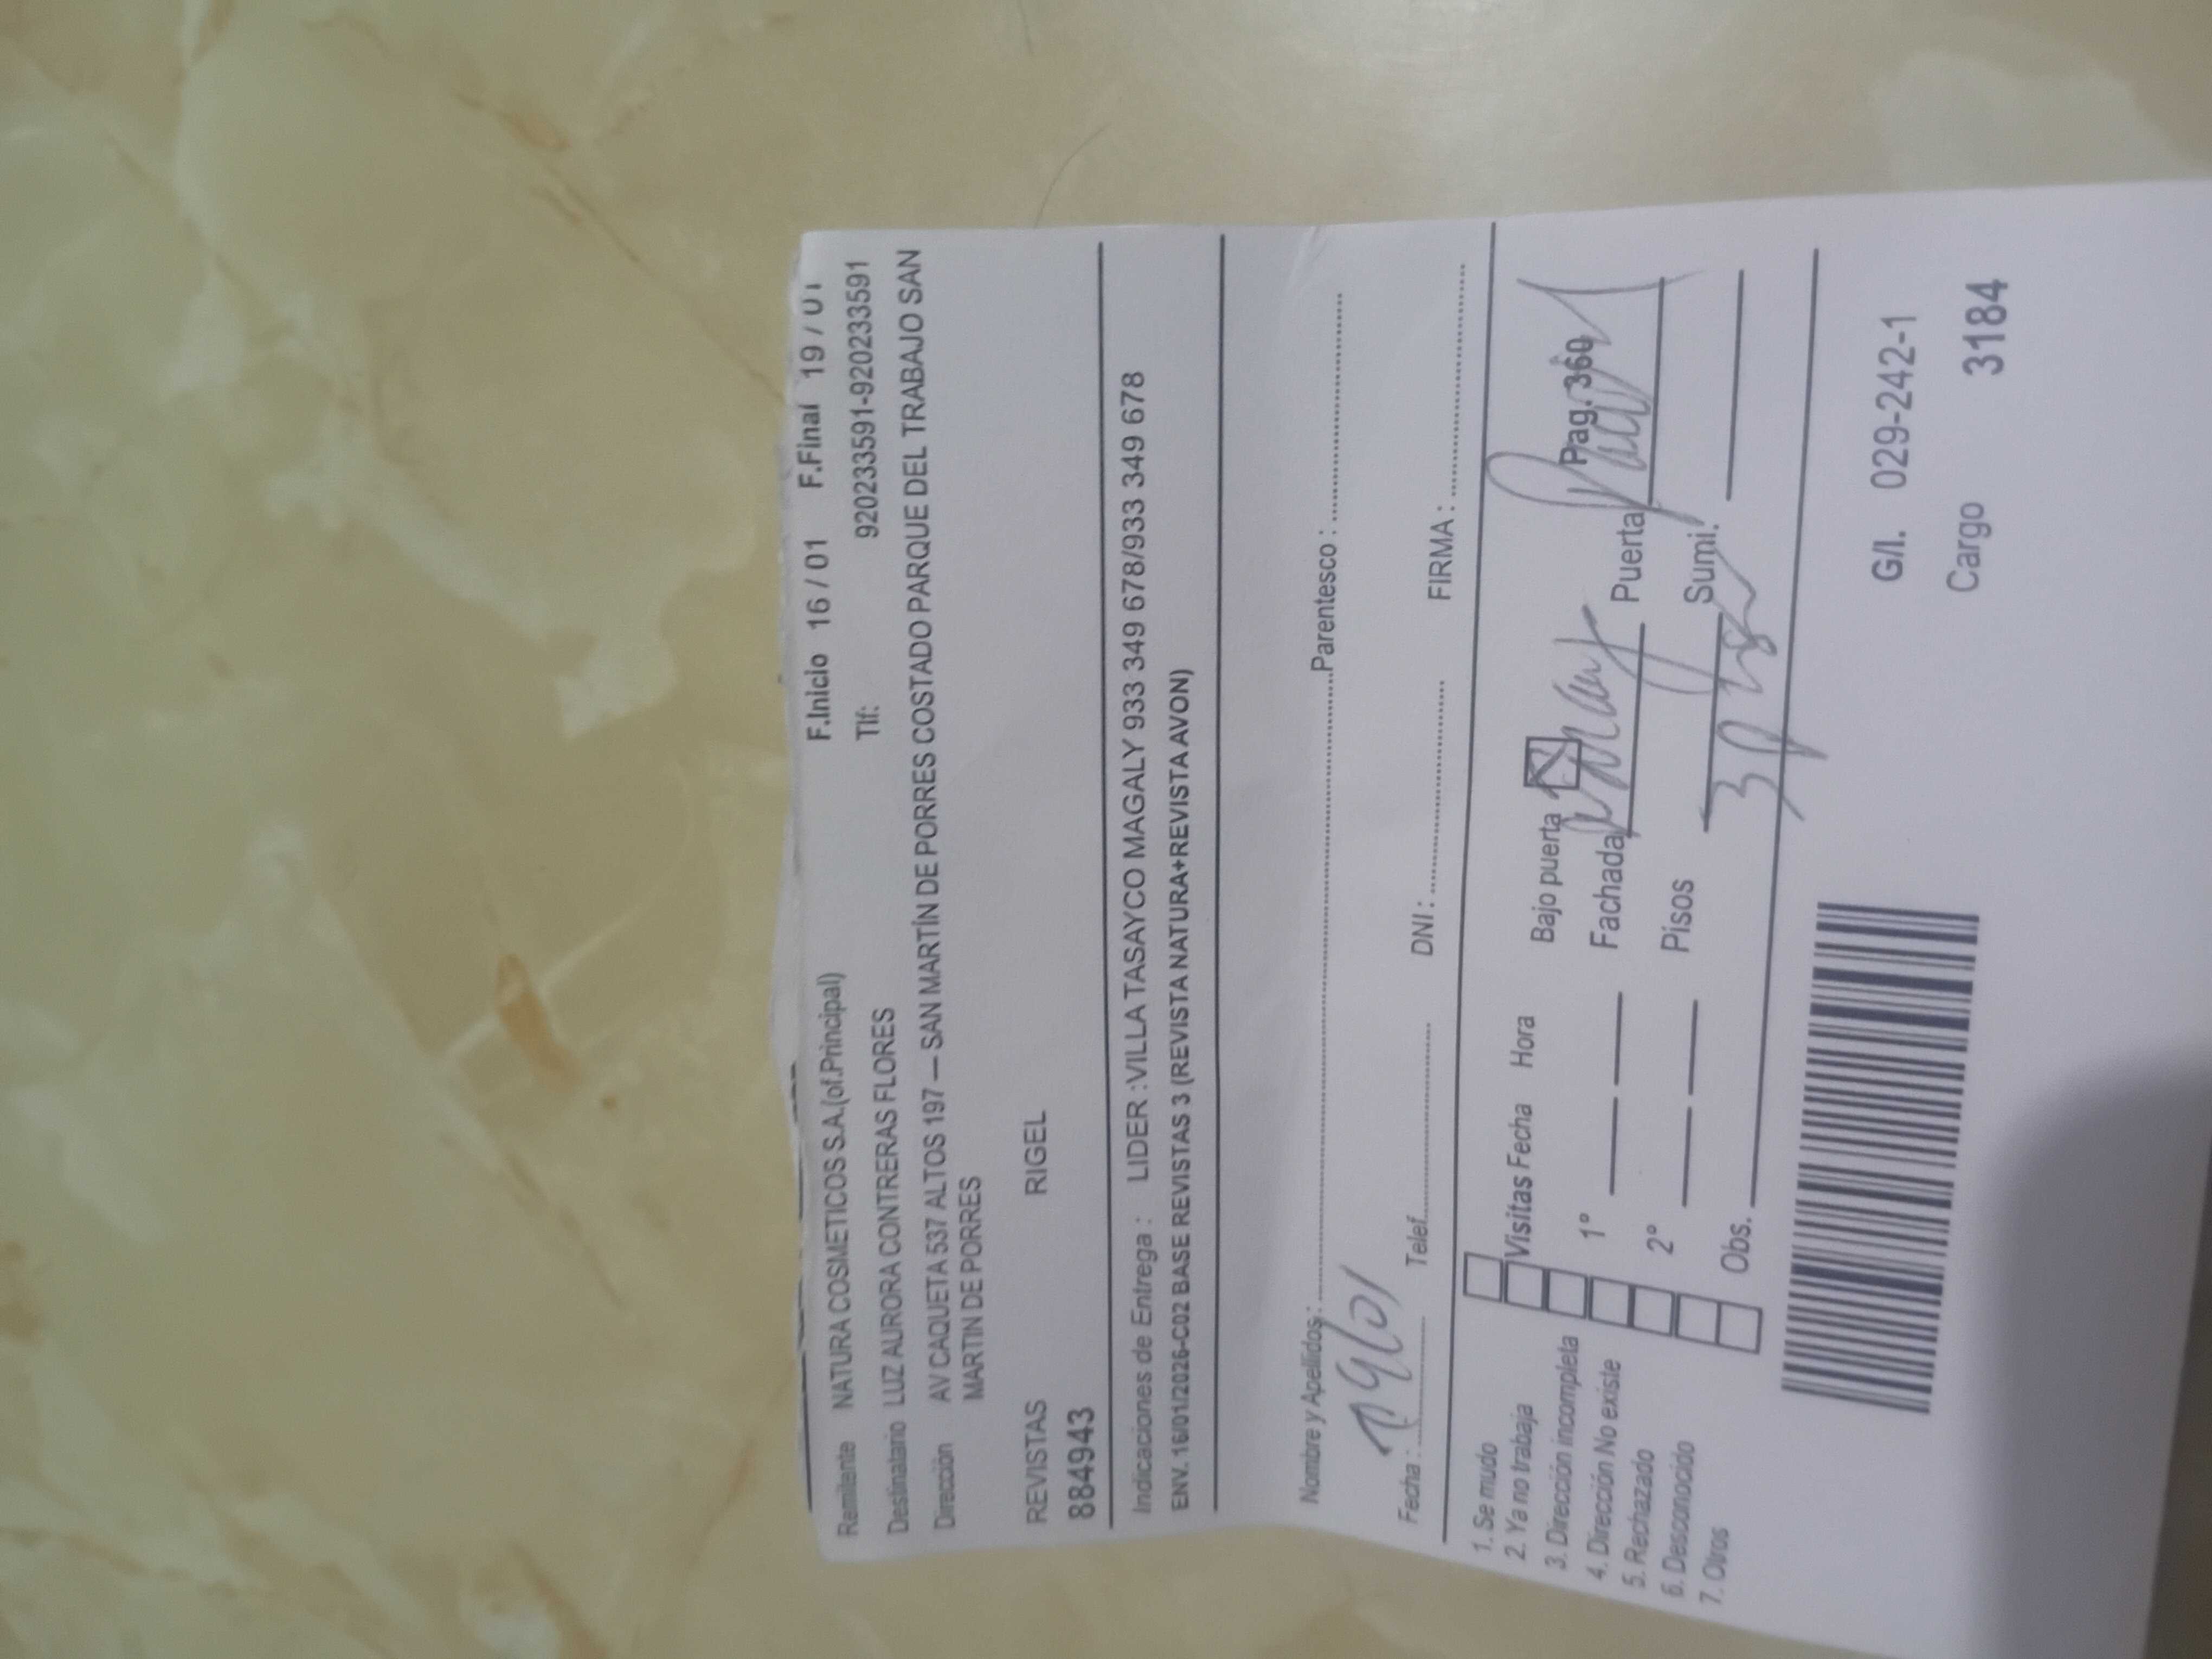 F.Inicio 16 / 01 F.Final 19 / 01
Remitente NATURA COSMETICOS S.A.(of.Principal) Tlf: 920233591-920233591
Destinatario LUZ AURORA CONTRERAS FLORES
Dirección AV CAQUETA 537 ALTOS 197 — SAN MARTÍN DE PORRES COSTADO PARQUE DEL TRABAJO SAN
MARTIN DE PORRES
REVISTAS RIGEL
884943
Indicaciones de Entrega : LIDER :VILLA TASAYCO MAGALY 933 349 678/933 349 678
ENV. 16/01/2026-C02 BASE REVISTAS 3 (REVISTA NATURA+REVISTA AVON)
Nombre y Apellidos: Parentesco :
Fecha : 19/01 Telef. DNI : FIRMA :
1. Se mudo
2. Ya no trabaja
3. Dirección incompleta
4. Dirección No existe
5. Rechazado
6. Desconocido
7. Otros
Visitas Fecha Hora Bajo puerta Pag. 360
1° Fachada Puerta
2° Pisos 3P Sumi.
Obs.
G/I. 029-242-1
Cargo 3184